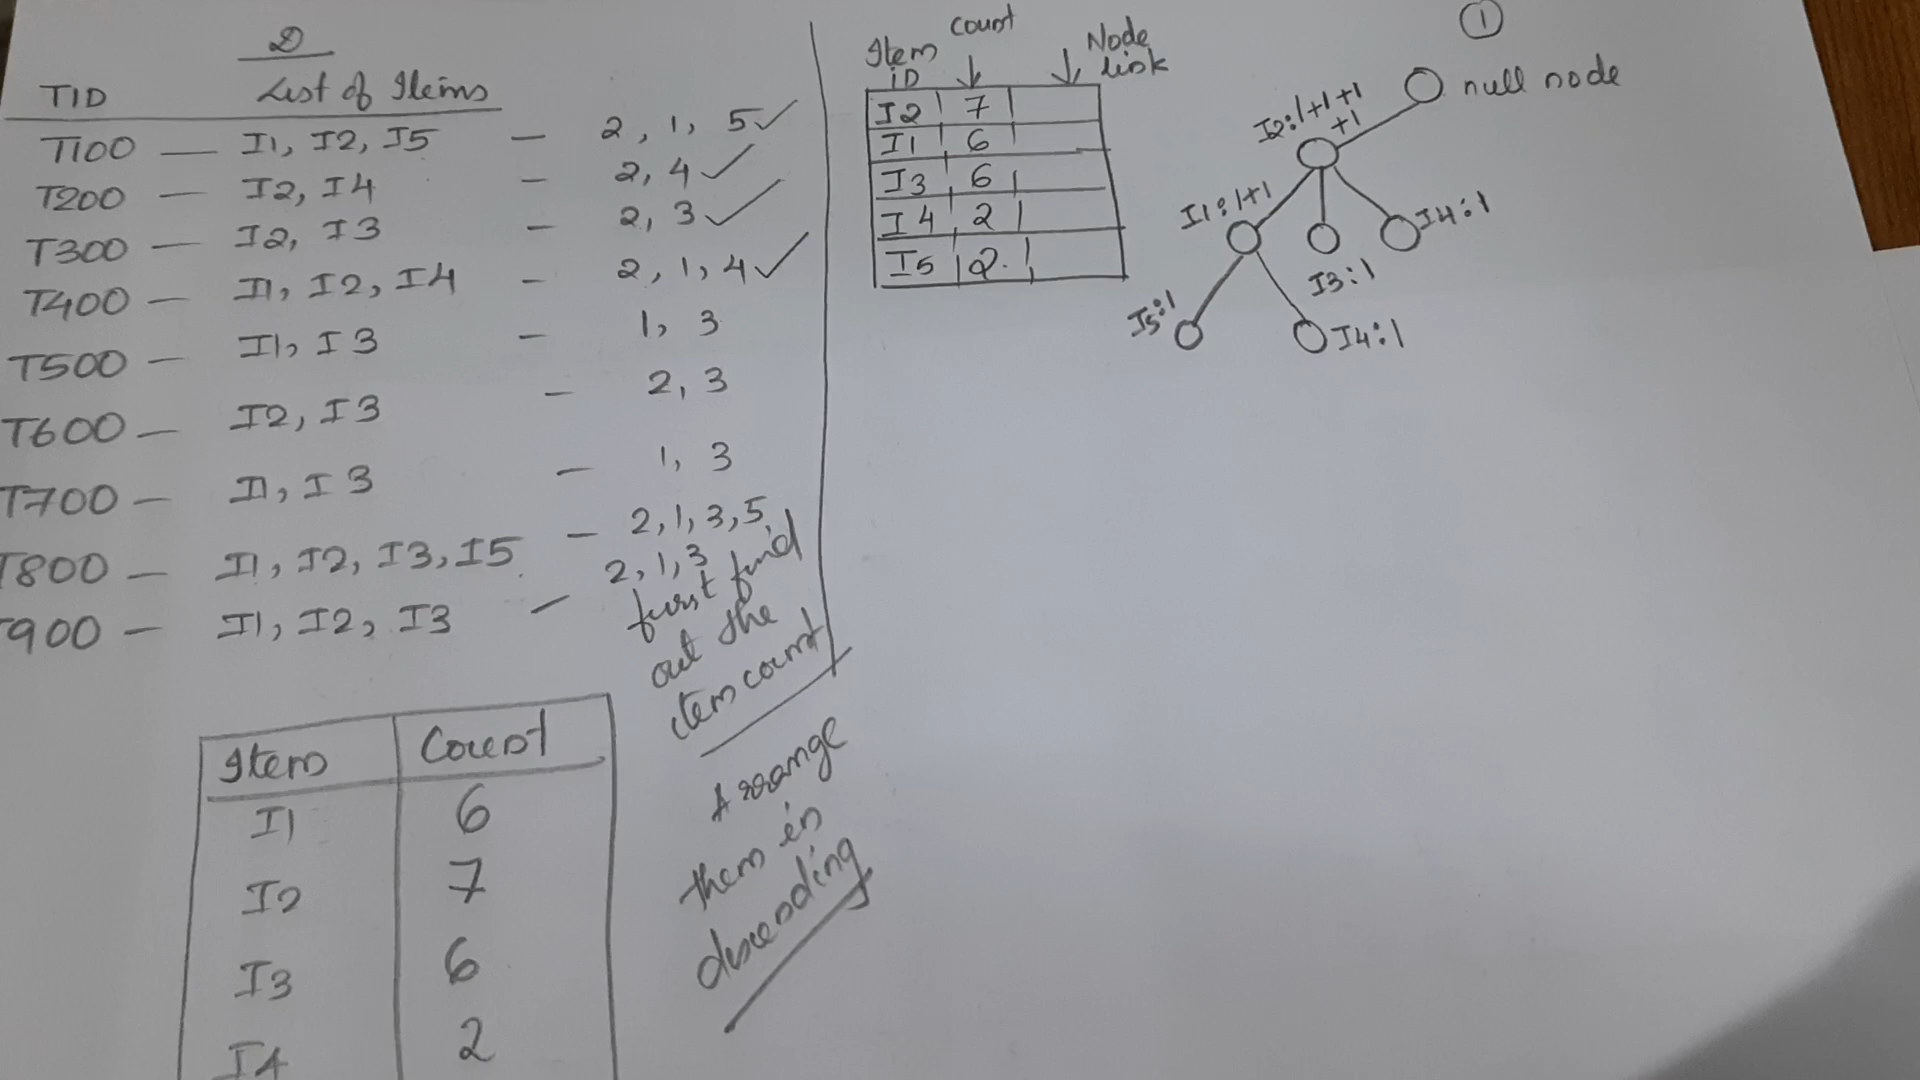 D
TID List of Items
T100 — I1, I2, I5 — 2, 1, 5 ✓
T200 — I2, I4 — 2, 4 ✓
T300 — I2, I3 — 2, 3 ✓
T400 — I1, I2, I4 — 2, 1, 4 ✓
T500 — I1, I3 — 1, 3
T600 — I2, I3 — 2, 3
T700 — I1, I3 — 1, 3
T800 — I1, I2, I3, I5 — 2, 1, 3, 5
T900 — I1, I2, I3 — 2, 1, 3
first find
out the
item count
Arrange
them in
descending
Item Count
I1 6
I2 7
I3 6
I4 2
Item ID count Node link
I2 7
I1 6
I3 6
I4 2
I5 2
1
null node
I2:1+1+1
+1
I1:1+1
I3:1
I4:1
I5:1
I4:1